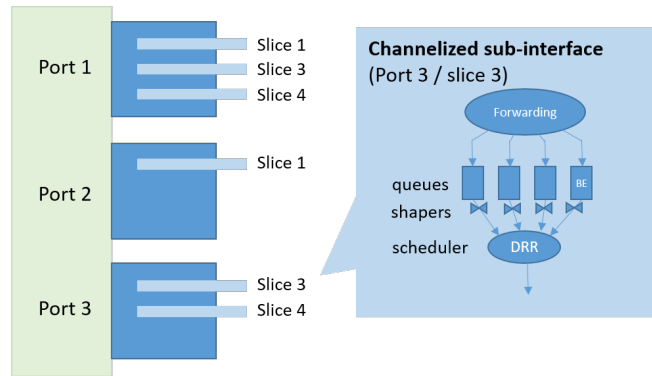 Port 1
Slice 1
Slice 3
Slice 4
Port 2
Slice 1
Port 3
Slice 3
Slice 4
Channelized sub-interface
(Port 3 / slice 3)
Forwarding
queues
BE
shapers
scheduler
DRR